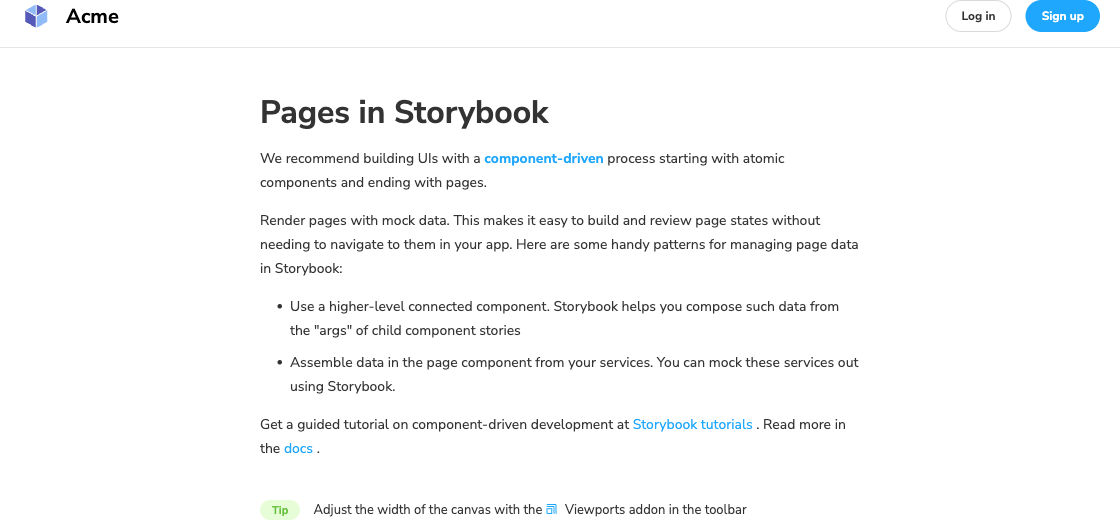 Acme
Log in
Sign up
Pages in Storybook
We recommend building UIs with a component-driven process starting with atomic
components and ending with pages.
Render pages with mock data. This makes it easy to build and review page states without
needing to navigate to them in your app. Here are some handy patterns for managing page data
in Storybook:
• Use a higher-level connected component. Storybook helps you compose such data from
the "args" of child component stories
• Assemble data in the page component from your services. You can mock these services out
using Storybook.
Get a guided tutorial on component-driven development at Storybook tutorials . Read more in
the docs .
Tip Adjust the width of the canvas with the Viewports addon in the toolbar